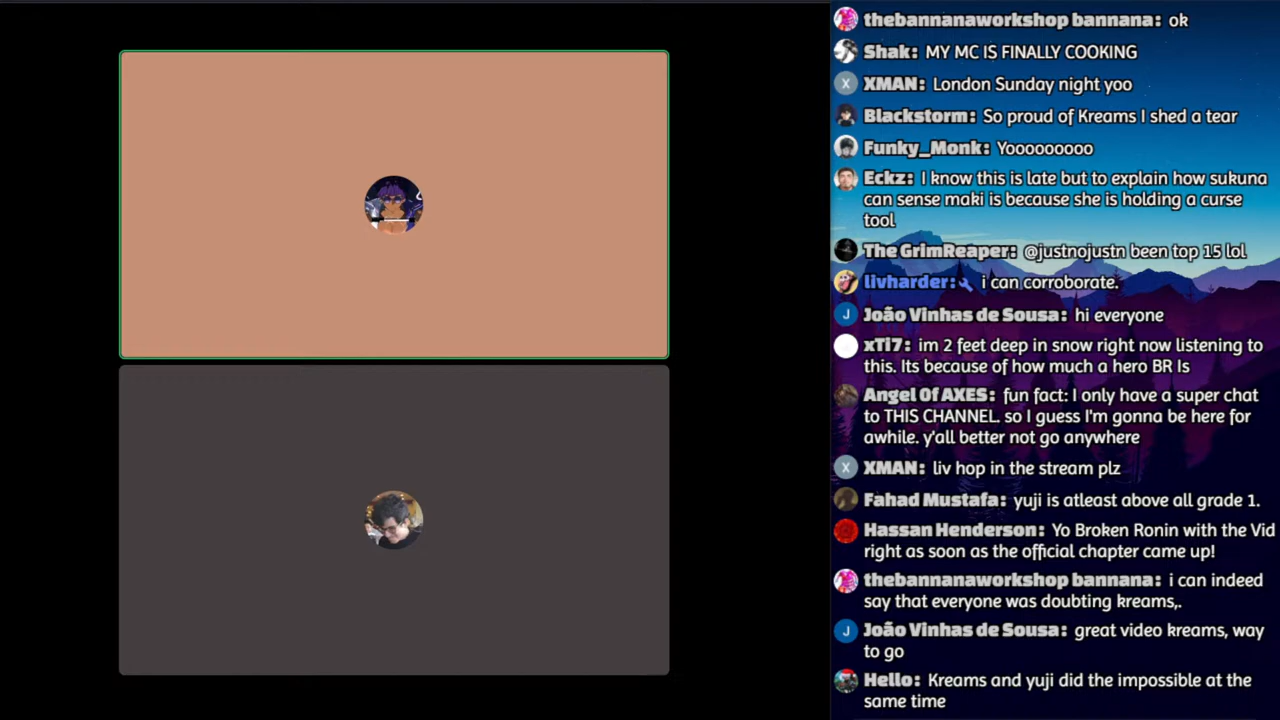 thebannanaworkshop bannana: ok
Shak: MY MC IS FINALLY COOKING
X XMAN: London Sunday night yoo
Blackstorm: So proud of Kreams I shed a tear
Funky_Monk: Yooooooooo
Eckz: I know this is late but to explain how sukuna
can sense maki is because she is holding a curse
tool
The GrimReaper: @justnojustn been top 15 lol
livharder: i can corroborate.
J João Vinhas de Sousa: hi everyone
xTi7: im 2 feet deep in snow right now listening to
this. Its because of how much a hero BR Is
Angel Of AXES: fun fact: I only have a super chat
to THIS CHANNEL. so I guess I'm gonna be here for
awhile. y'all better not go anywhere
X XMAN: liv hop in the stream plz
Fahad Mustafa: yuji is atleast above all grade 1.
Hassan Henderson: Yo Broken Ronin with the Vid
right as soon as the official chapter came up!
thebannanaworkshop bannana: i can indeed
say that everyone was doubting kreams,.
J João Vinhas de Sousa: great video kreams, way
to go
Hello: Kreams and yuji did the impossible at the
same time